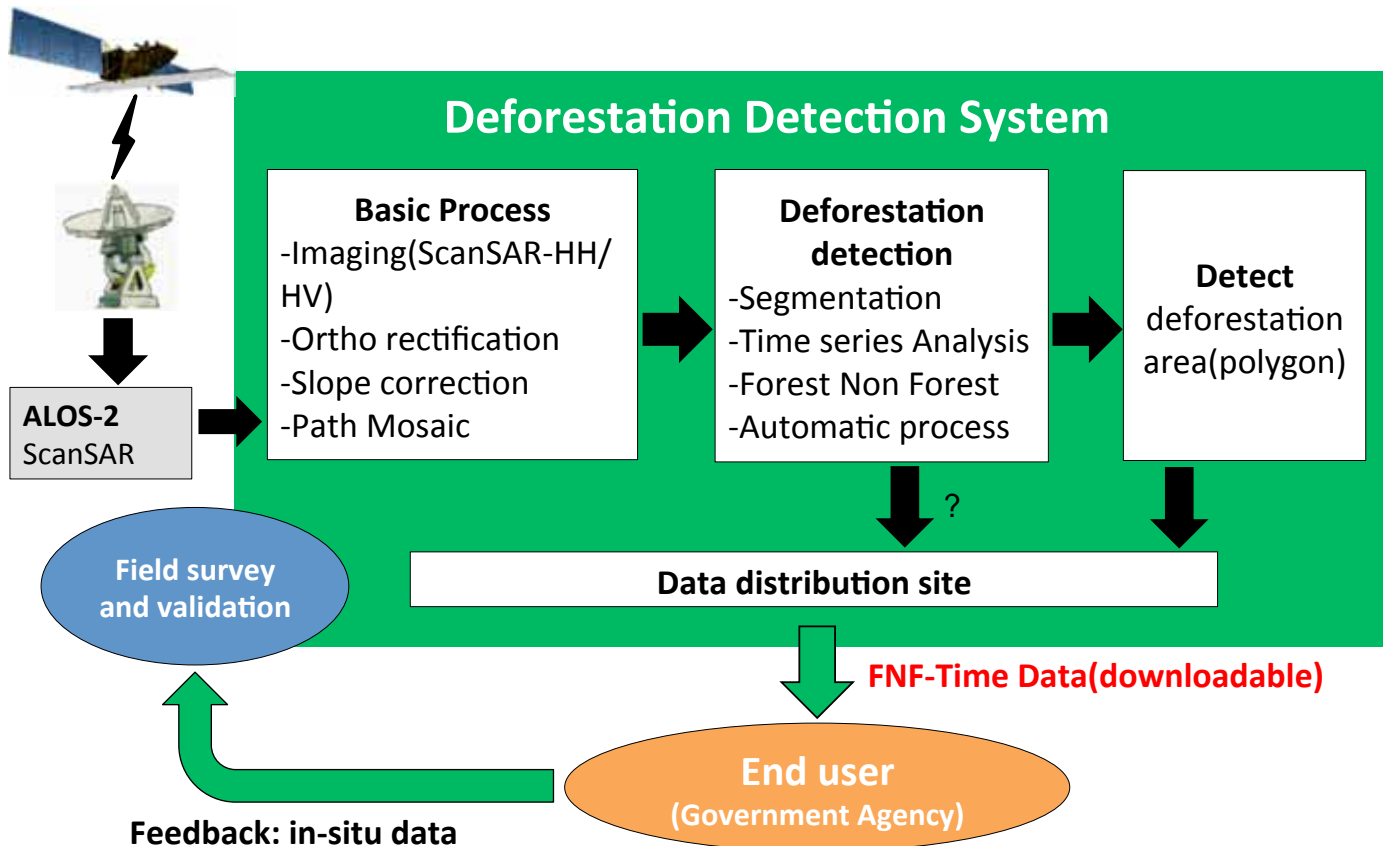 Deforestation Detection System
Basic Process
-Imaging(ScanSAR-HH/
HV)
-Ortho rectification
-Slope correction
-Path Mosaic
Deforestation
detection
-Segmentation
-Time series Analysis
-Forest Non Forest
-Automatic process
Detect
deforestation
area(polygon)
ALOS-2
ScanSAR
?
Field survey
and validation
Data distribution site
FNF-Time Data(downloadable)
End user
(Government Agency)
Feedback: in-situ data